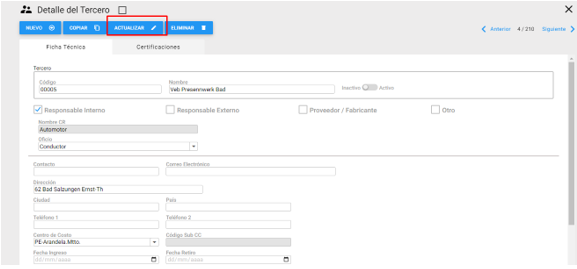 Detalle del Tercero
NUEVO COPIAR ACTUALIZAR ELIMINAR
Anterior 4 / 210 Siguiente
Ficha Técnica Certificaciones
Tercero
Código Nombre
00005 Veb Presennwerk Bad Inactivo Activo
Responsable Interno Responsable Externo Proveedor / Fabricante Otro
Nombre CR
Automotor
Oficio
Conductor
Contacto Correo Electrónico
Dirección
62 Bad Salzungen Ernst-Th
Ciudad País
Teléfono 1 Teléfono 2
Centro de Costo Código Sub CC
PE-Arandela.Mtto.
Fecha Ingreso Fecha Retiro
dd/mm/aaaa dd/mm/aaaa